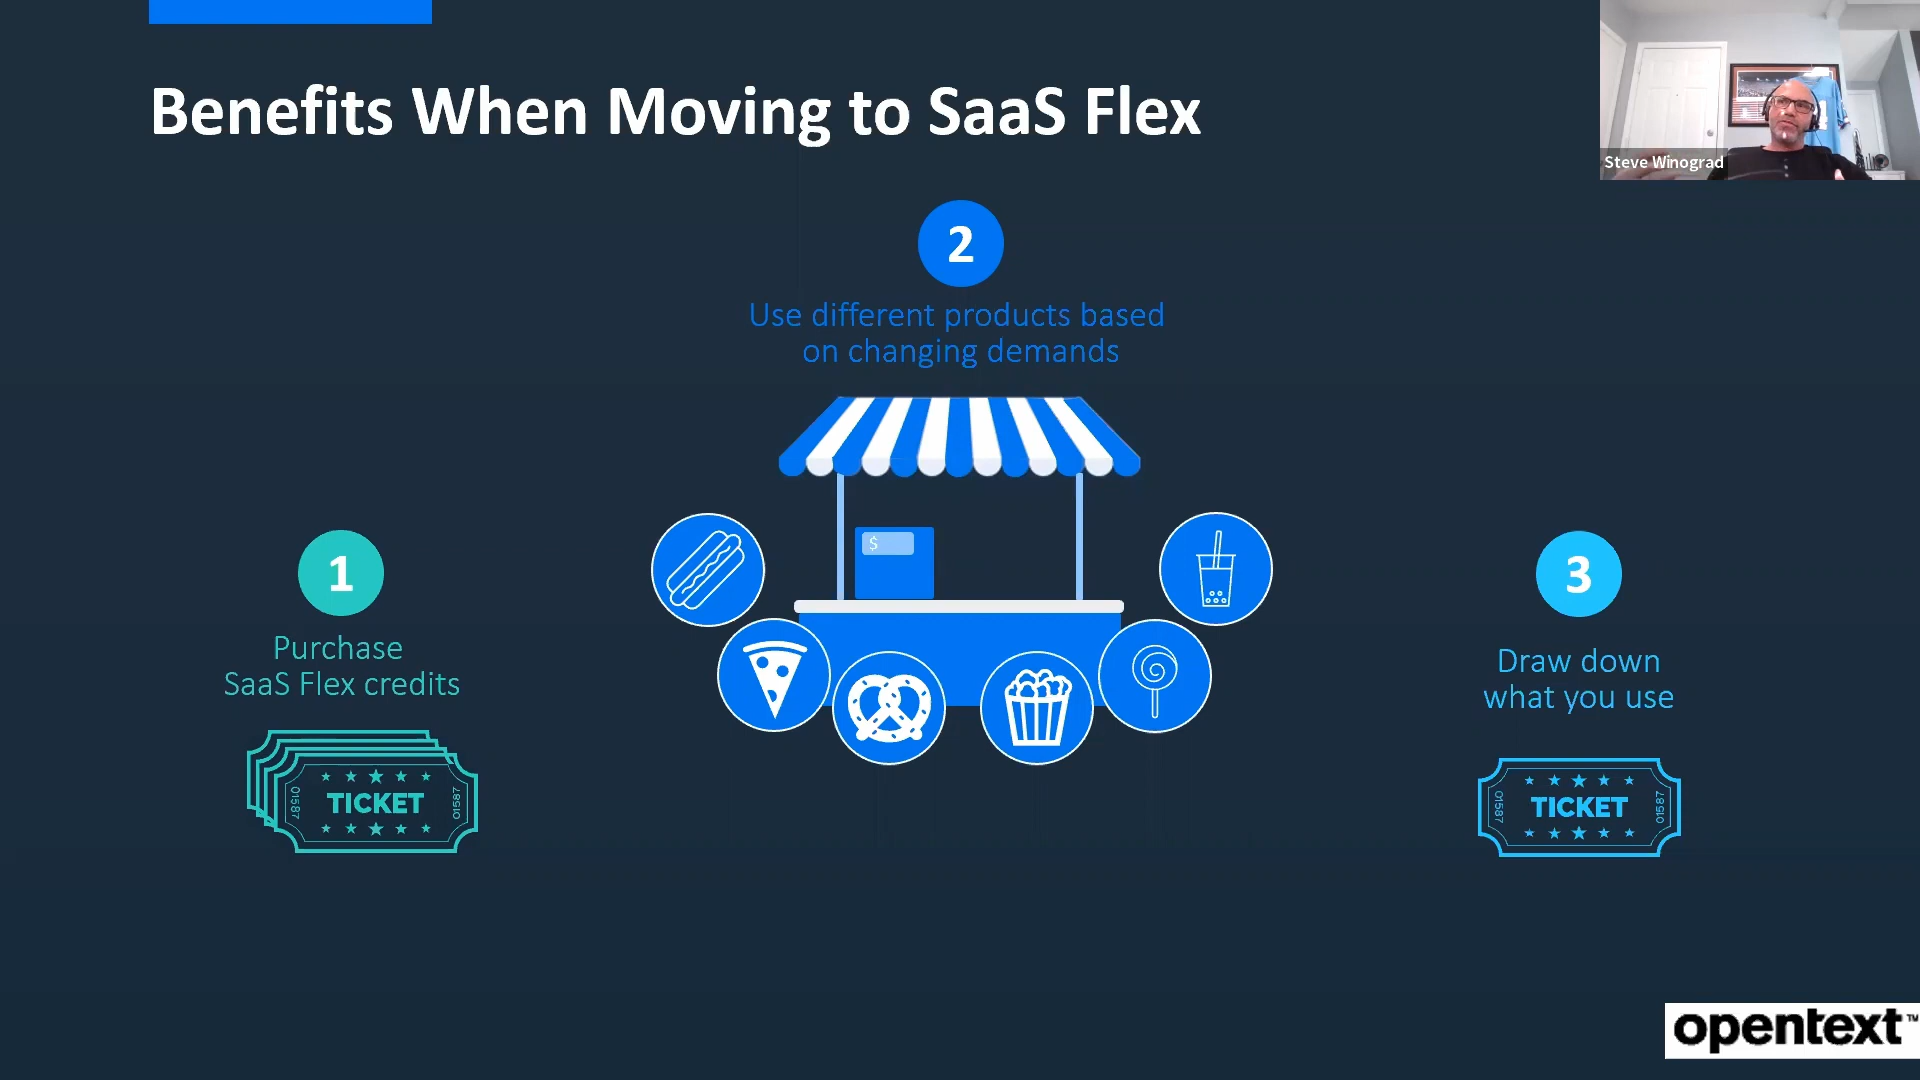 Benefits When Moving to SaaS Flex
Steve Winograd
2
Use different products based
on changing demands
$
1
Purchase
SaaS Flex credits
01587
TICKET
01587
3
Draw down
what you use
01587
TICKET
01587
opentext™